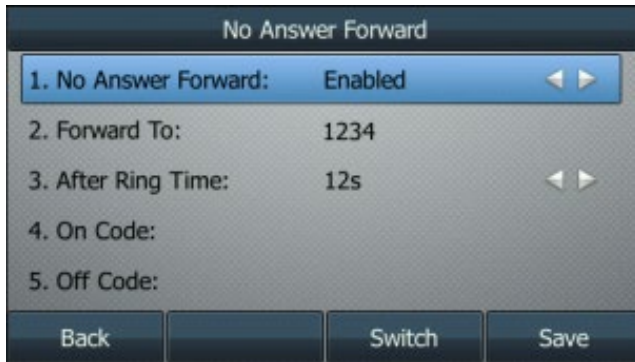 No Answer Forward
1. No Answer Forward: Enabled
2. Forward To: 1234
3. After Ring Time: 12s
4. On Code:
5. Off Code:
Back Switch Save